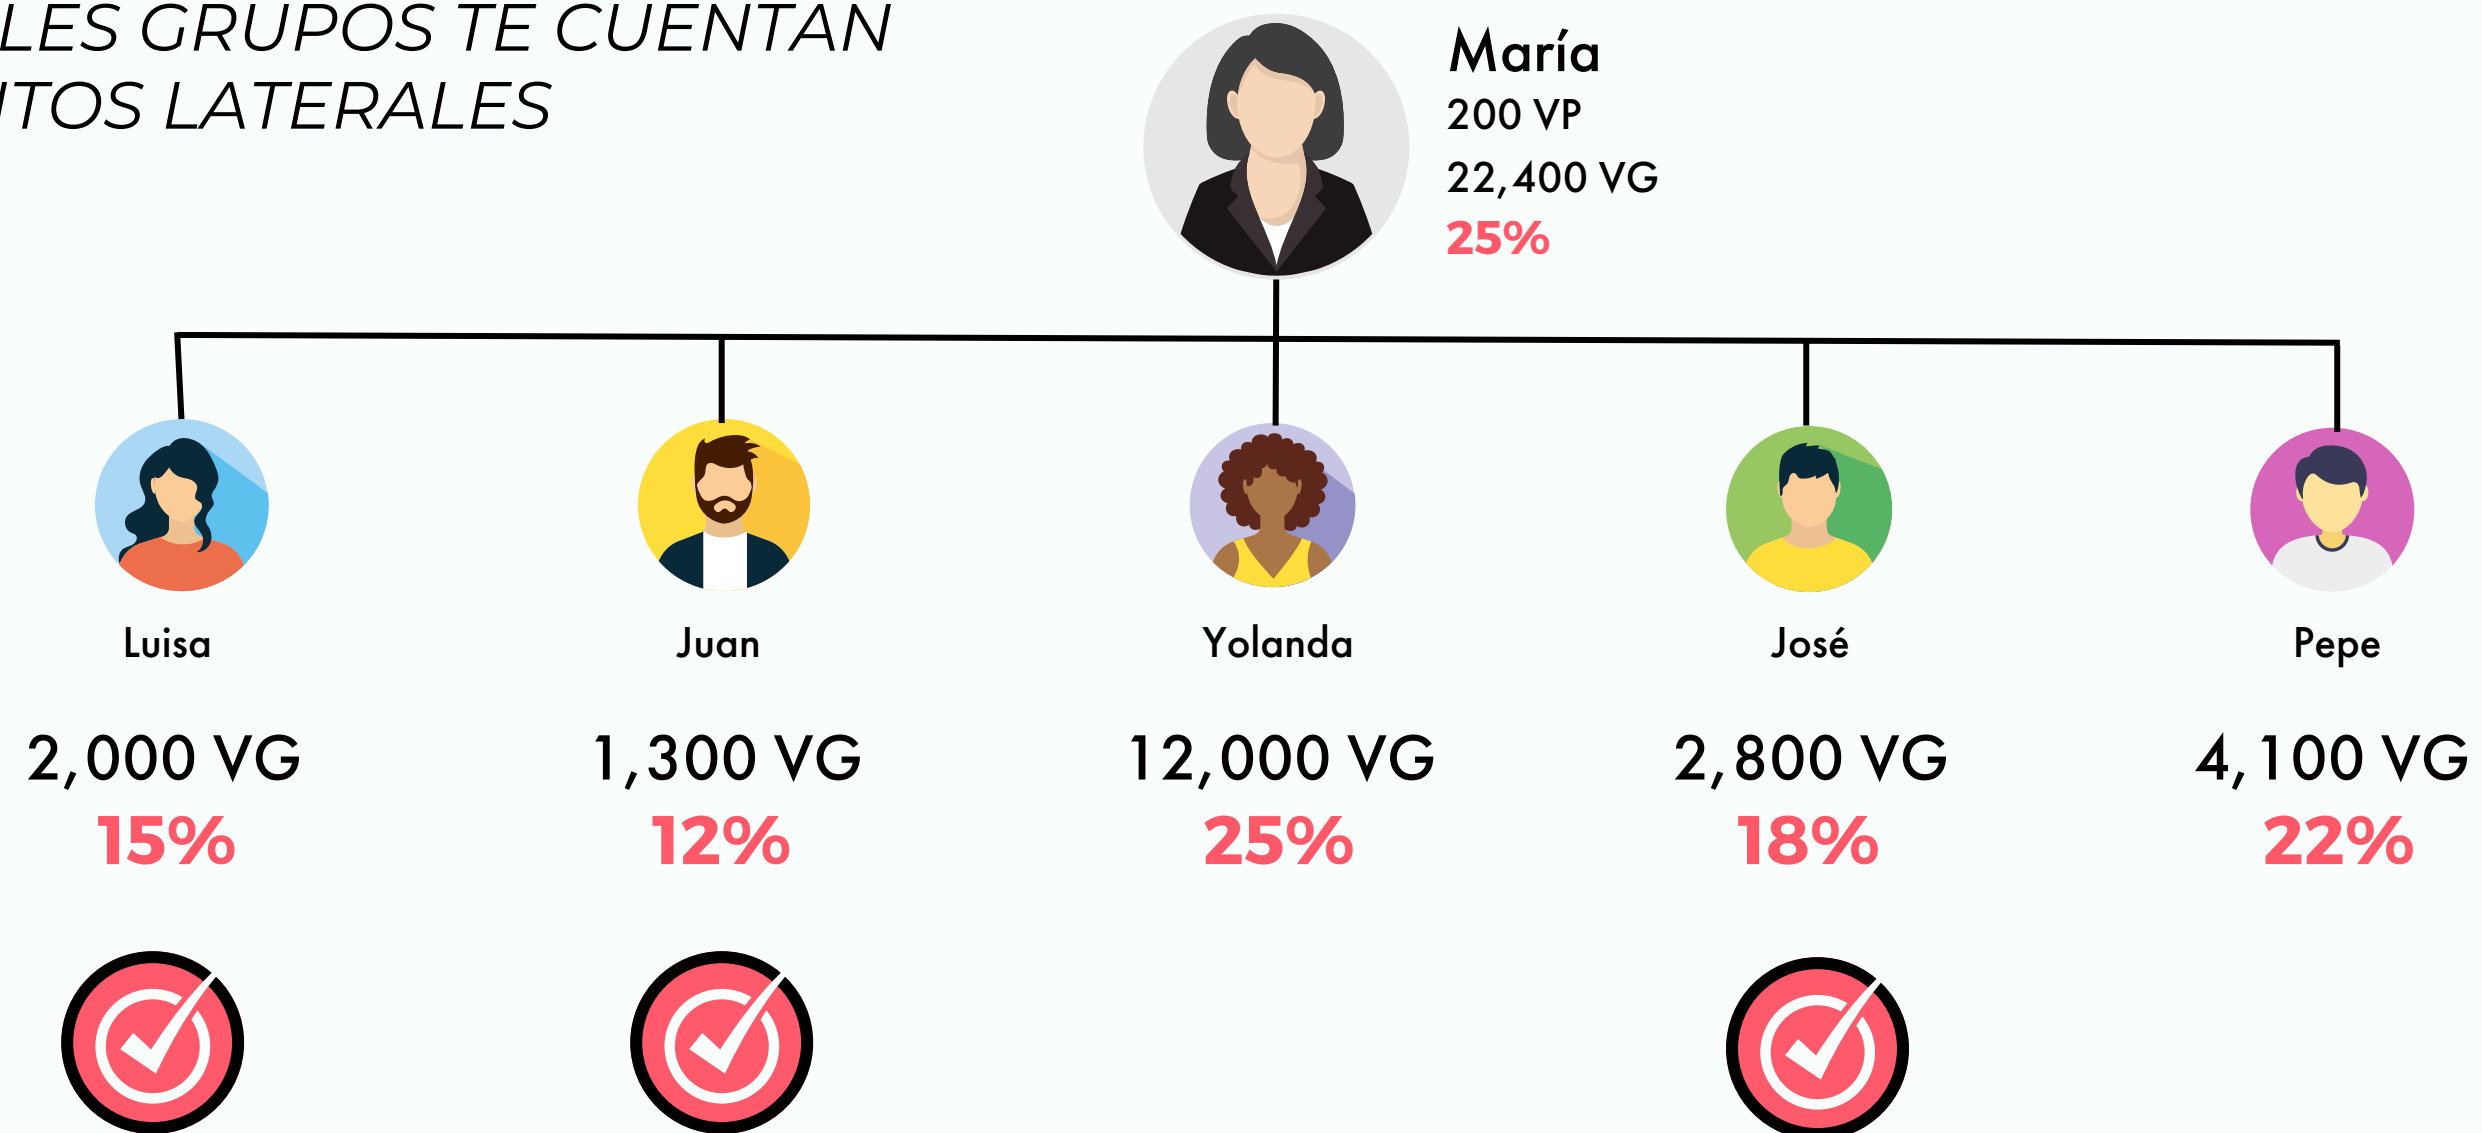 LES GRUPOS TE CUENTAN
TOS LATERALES
María
200 VP
22,400 VG
25%
Luisa
Juan
Yolanda
José
Pepe
2,000 VG
1,300 VG
12,000 VG
2,800 VG
4,100 VG
15%
12%
25%
18%
22%